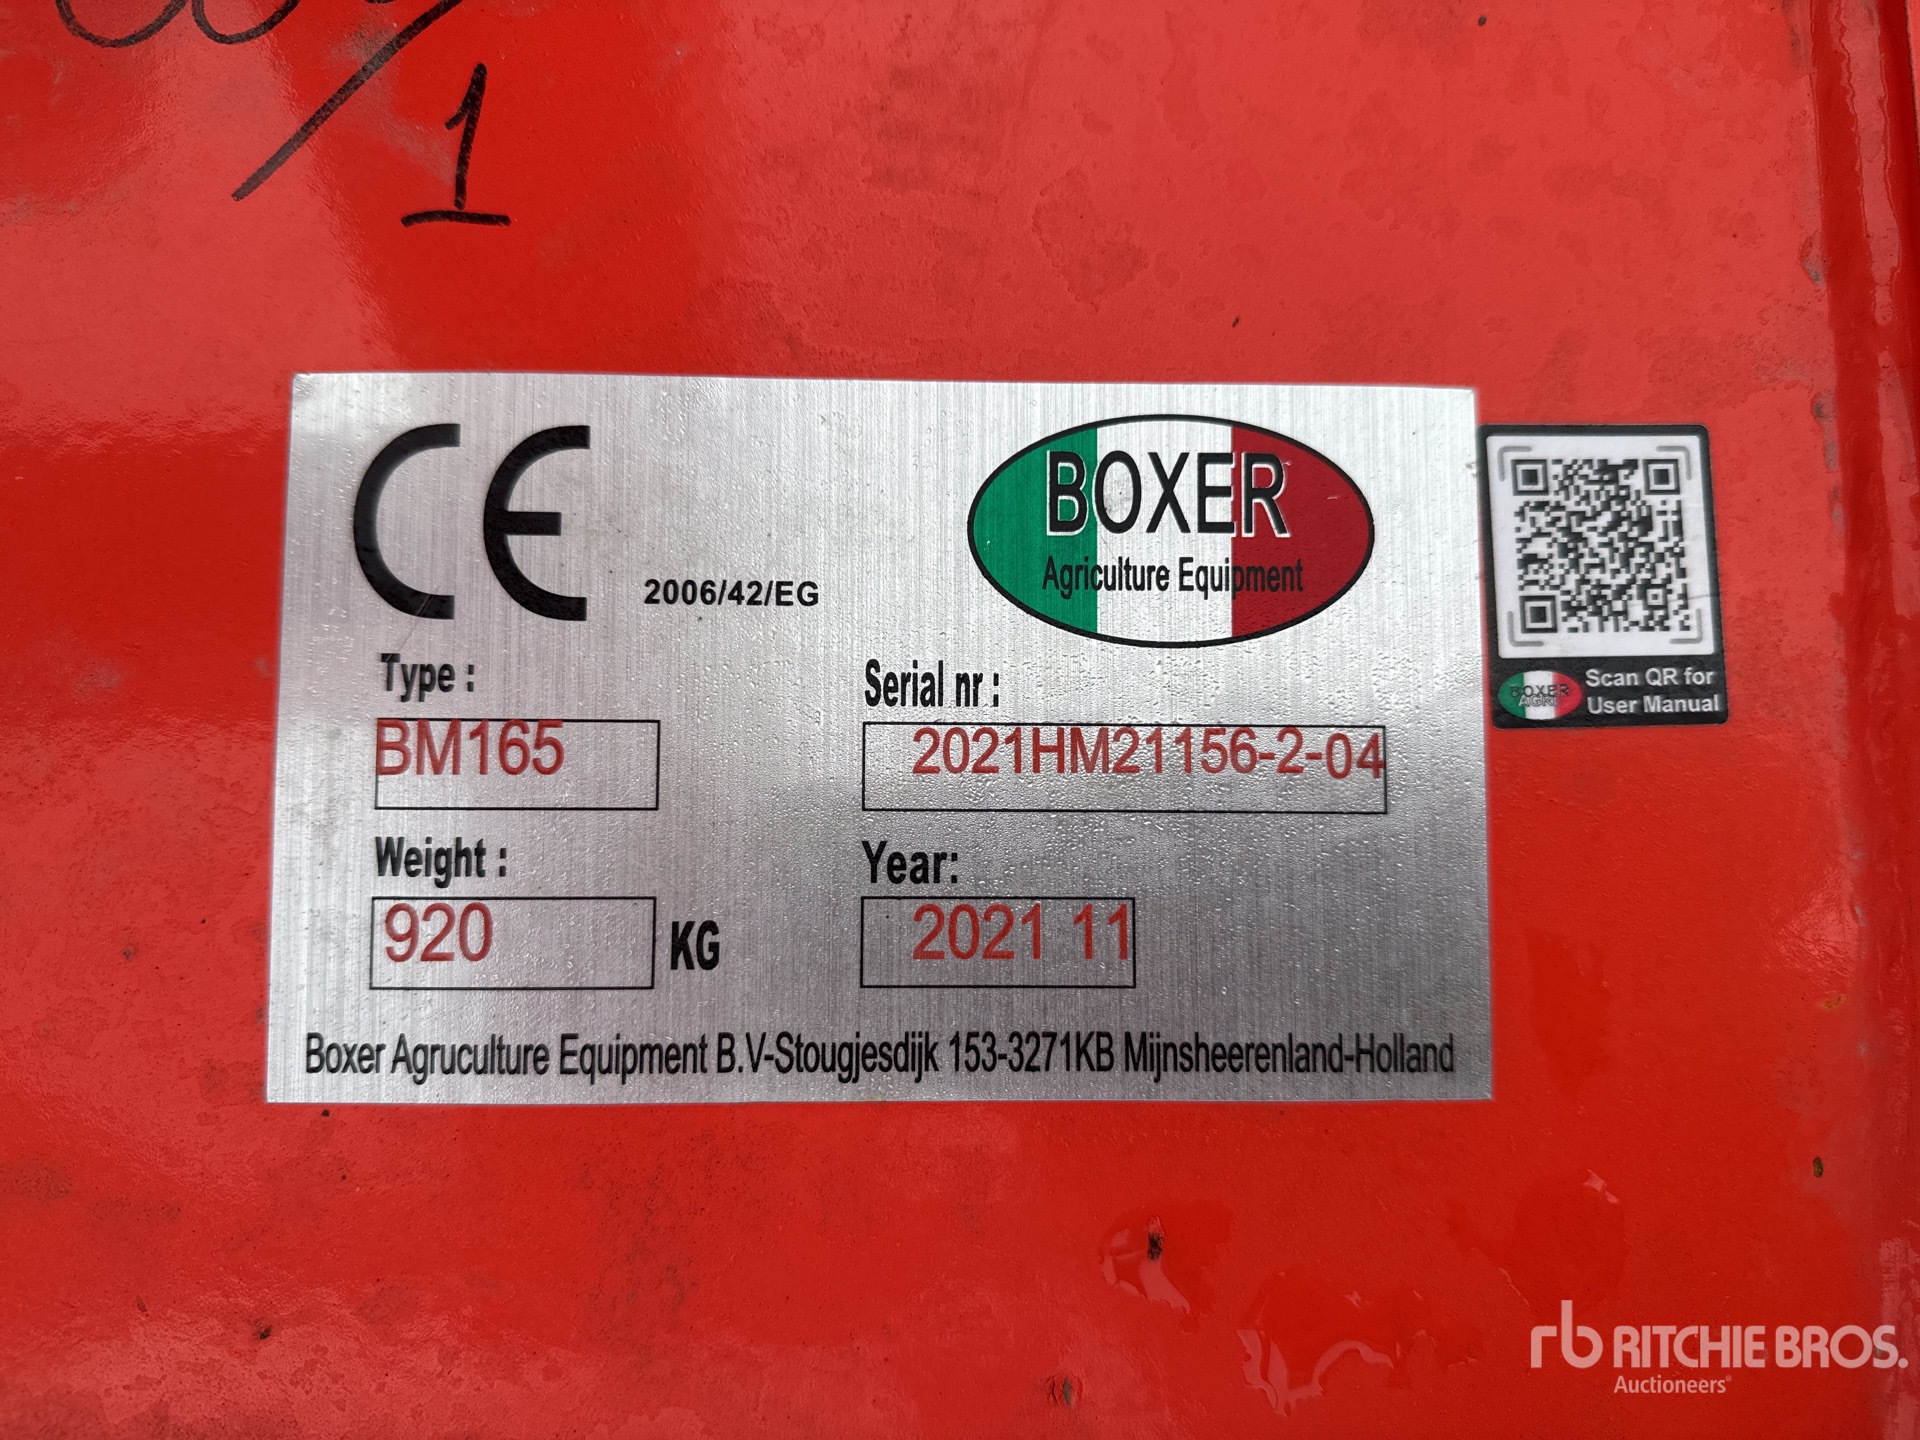 1
CE
2006/42/EG
BOXER
Agriculture Equipment
Type :
Serial nr :
BM165
2021HM21156-2-04
Weight :
Year:
920 KG
2021 11
Boxer Agruculture Equipment B.V-Stougjesdijk 153-3271KB Mijnsheerenland-Holland
BOXER
AGRI
Scan QR for
User Manual
rb RITCHIE BROS.
Auctioneers